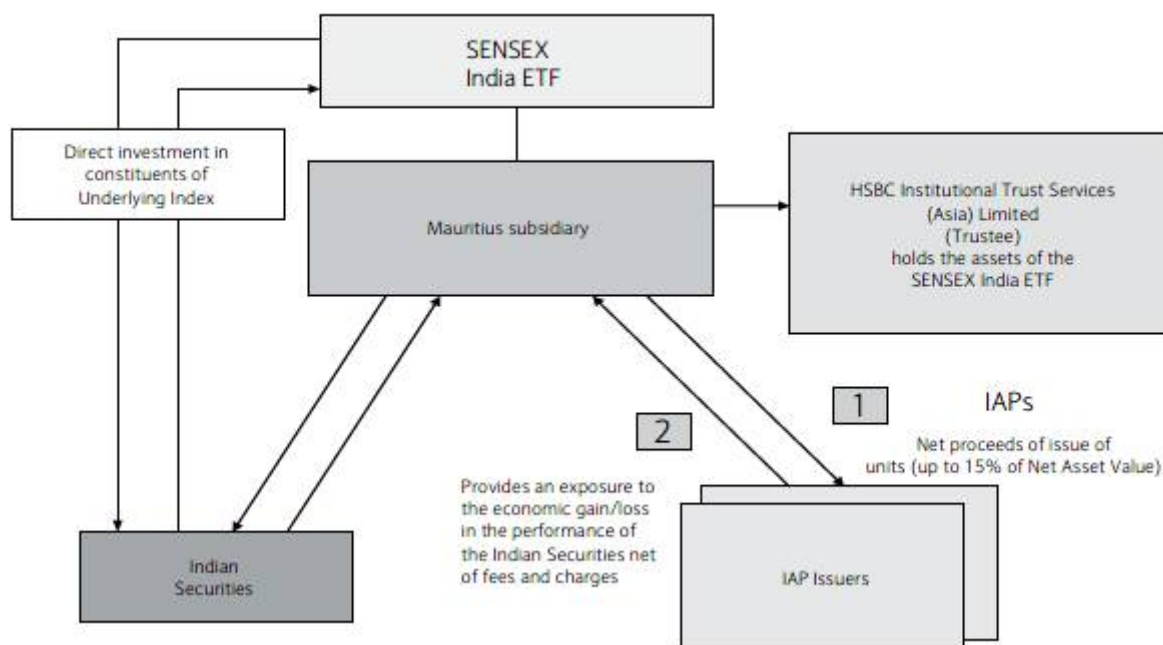 SENSEX
India ETF
Direct investment in
constituents of
Underlying Index
Mauritius subsidiary
HSBC Institutional Trust Services
(Asia) Limited
(Trustee)
holds the assets of the
SENSEX India ETF
1
IAPs
Net proceeds of issue of
units (up to 15% of Net Asset Value)
2
Provides an exposure to
the economic gain/loss
in the performance of
the Indian Securities net
of fees and charges
Indian
Securities
IAP Issuers